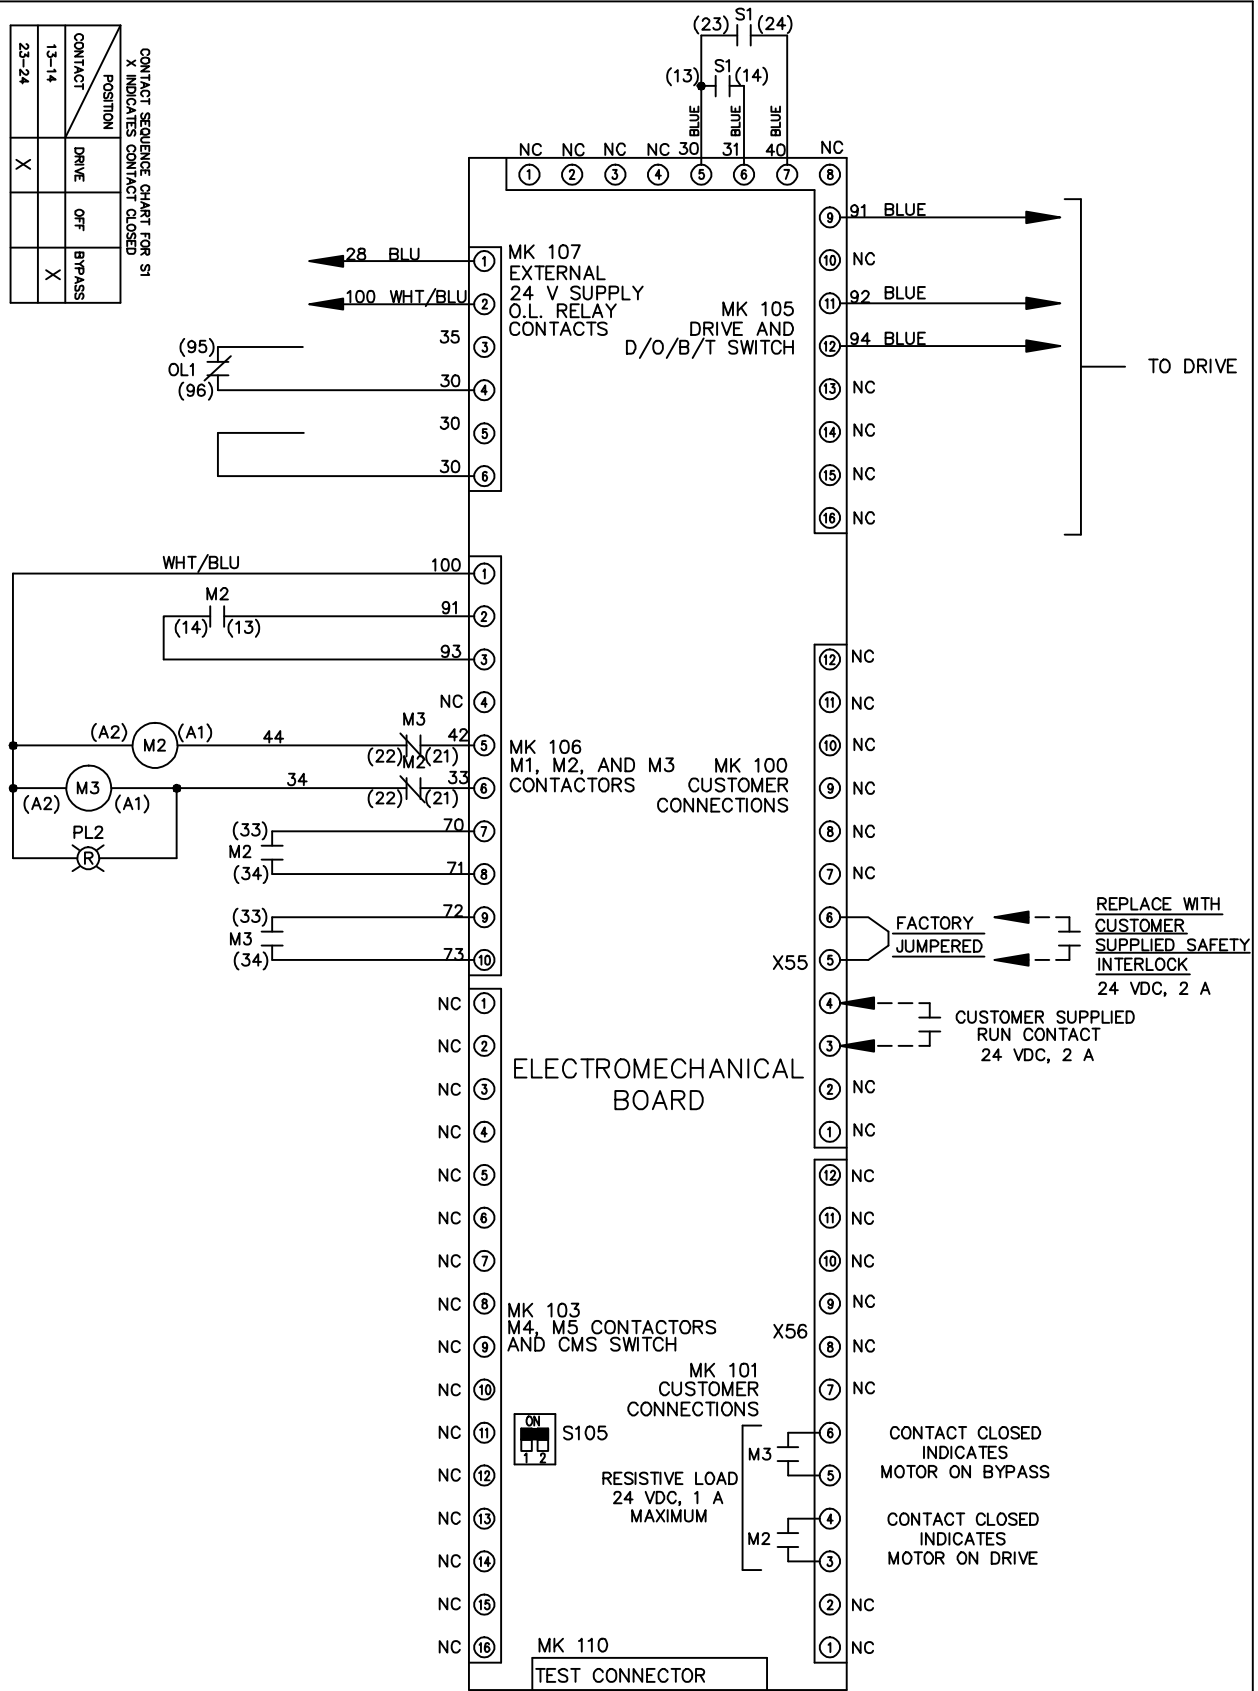 CONTACT SEQUENCE CHART FOR S1
X INDICATES CONTACT CLOSED
POSITION
CONTACT DRIVE OFF BYPASS
13-14 X
23-24 X
(23) S1 (24)
(13) S1 (14)
BLUE BLUE BLUE
NC NC NC NC 30 31 40 NC
1 2 3 4 5 6 7 8
MK 107
EXTERNAL
24 V SUPPLY
O.L. RELAY
CONTACTS
28 BLU 1
100 WHT/BLU 2
(95) 35 3
OL1
(96) 30 4
30 5
30 6
MK 105
DRIVE AND
D/O/B/T SWITCH
9 91 BLUE
10 NC
11 92 BLUE
12 94 BLUE
13 NC
14 NC
15 NC
16 NC
TO DRIVE
WHT/BLU 100 1
M2
(14) (13) 91 2
93 3
NC 4
(A2) M2 (A1) 44 M3 (22) (21) 42 5
(A2) M3 (A1) 34 M2 (22) (21) 33 6
PL2
R
(33) 70 7
M2
(34) 71 8
(33) 72 9
M3
(34) 73 10
MK 106
M1, M2, AND M3
CONTACTORS
MK 100
CUSTOMER
CONNECTIONS
12 NC
11 NC
10 NC
9 NC
8 NC
7 NC
6
X55 5
4
3
2 NC
1 NC
FACTORY
JUMPERED
REPLACE WITH
CUSTOMER
SUPPLIED SAFETY
INTERLOCK
24 VDC, 2 A
CUSTOMER SUPPLIED
RUN CONTACT
24 VDC, 2 A
ELECTROMECHANICAL
BOARD
NC 1
NC 2
NC 3
NC 4
NC 5
NC 6
NC 7
NC 8
NC 9
NC 10
NC 11
NC 12
NC 13
NC 14
NC 15
NC 16
MK 103
M4, M5 CONTACTORS
AND CMS SWITCH
ON
1 2
S105
12 NC
11 NC
10 NC
9 NC
X56
8 NC
7 NC
6
5
4
3
2 NC
1 NC
MK 101
CUSTOMER
CONNECTIONS
RESISTIVE LOAD
24 VDC, 1 A
MAXIMUM
M3
M2
CONTACT CLOSED
INDICATES
MOTOR ON BYPASS
CONTACT CLOSED
INDICATES
MOTOR ON DRIVE
MK 110
TEST CONNECTOR